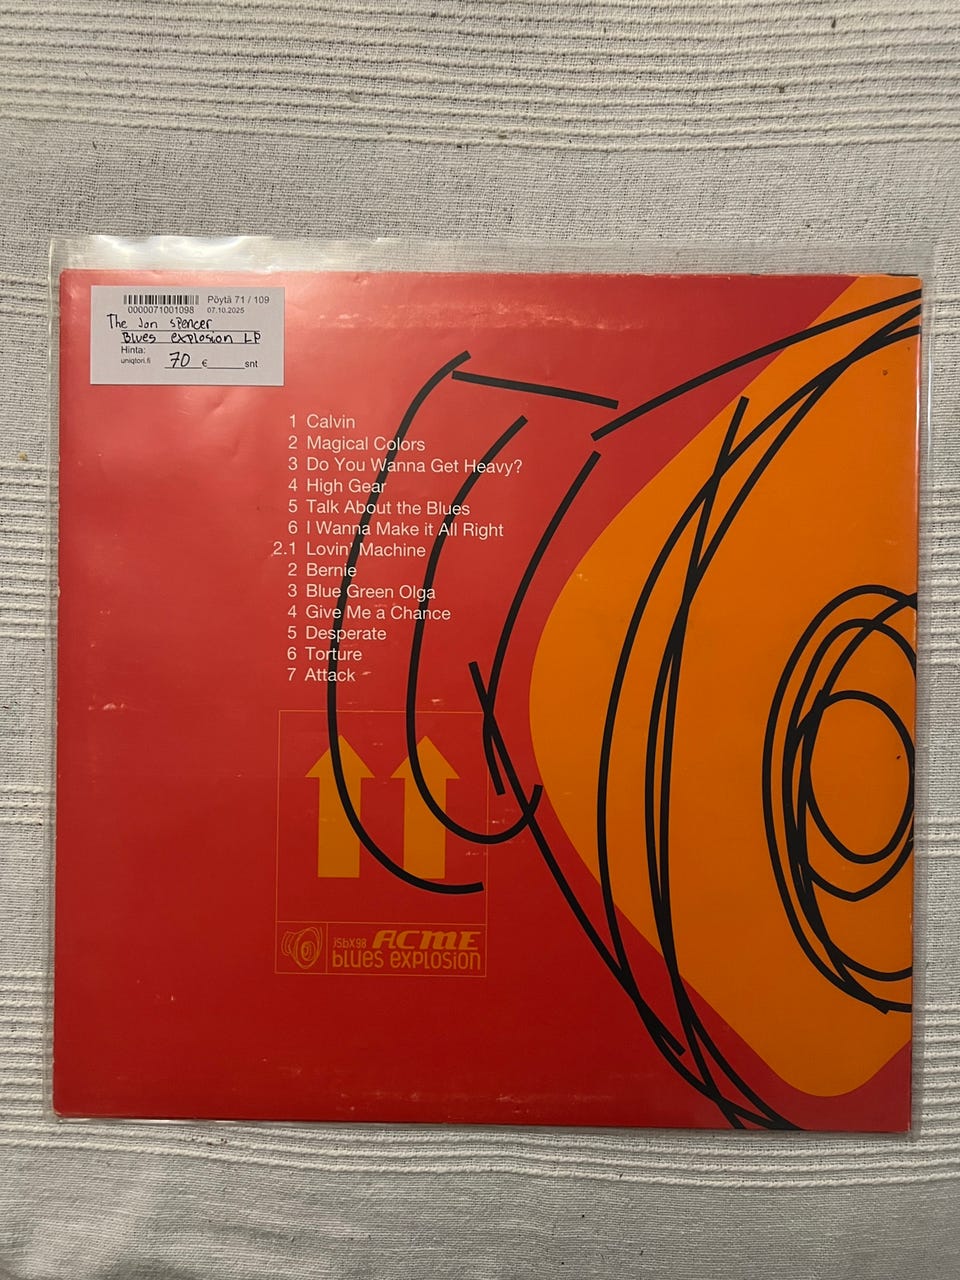 Pöytä 71 / 109
0000071001098 07.10.2025
The Jon Spencer
Blues explosion LP
Hinta:
uniqtori.fi 70 € snt
1 Calvin
2 Magical Colors
3 Do You Wanna Get Heavy?
4 High Gear
5 Talk About the Blues
6 I Wanna Make it All Right
2.1 Lovin' Machine
2 Bernie
3 Blue Green Olga
4 Give Me a Chance
5 Desperate
6 Torture
7 Attack
jSbX98 ACME
blues explosion